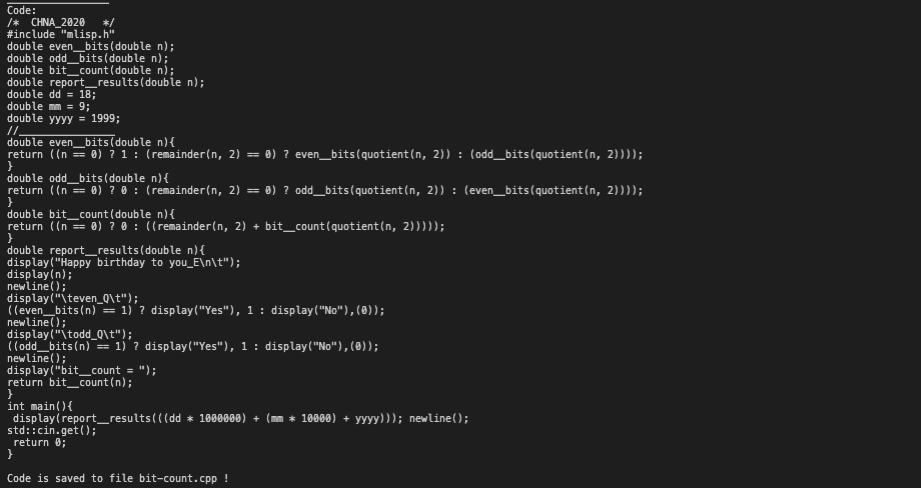 Code:
/*  CHNA_2020   */
#include "mlisp.h"
double even__bits(double n);
double odd__bits(double n);
double bit__count(double n);
double report__results(double n);
double dd = 18;
double mm = 9;
double yyyy = 1999;
//________________
double even__bits(double n){
return ((n == 0) ? 1 : (remainder(n, 2) == 0) ? even__bits(quotient(n, 2)) : (odd__bits(quotient(n, 2))));
}
double odd__bits(double n){
return ((n == 0) ? 0 : (remainder(n, 2) == 0) ? odd__bits(quotient(n, 2)) : (even__bits(quotient(n, 2))));
}
double bit__count(double n){
return ((n == 0) ? 0 : ((remainder(n, 2) + bit__count(quotient(n, 2)))));
}
double report__results(double n){
display("Happy birthday to you_E\n\t");
display(n);
newline();
display("\teven_Q\t");
((even__bits(n) == 1) ? display("Yes"), 1 : display("No"),(0));
newline();
display("\todd_Q\t");
((odd__bits(n) == 1) ? display("Yes"), 1 : display("No"),(0));
newline();
display("bit__count = ");
return bit__count(n);
}
int main(){
 display(report__results(((dd * 1000000) + (mm * 10000) + yyyy))); newline();
std::cin.get();
 return 0;
}
Code is saved to file bit-count.cpp !